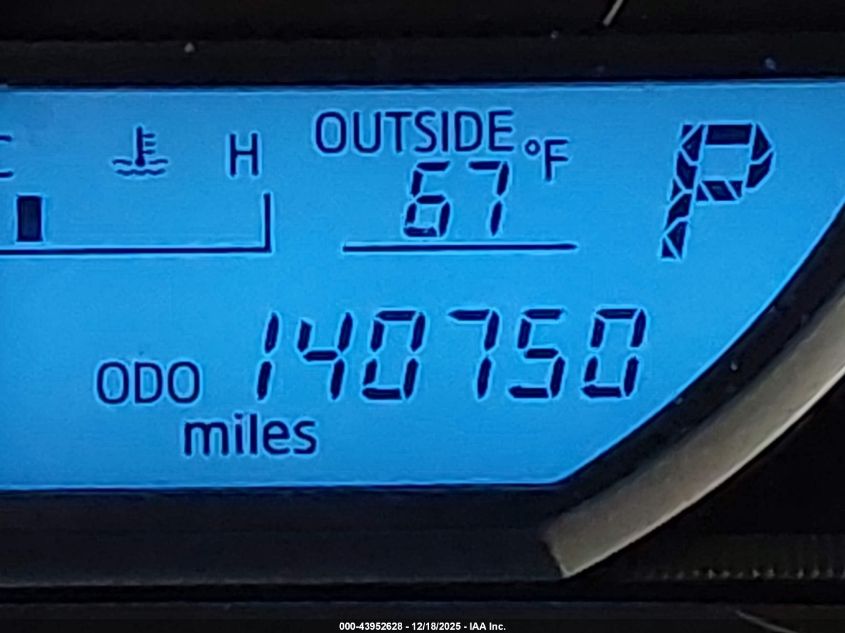 C H
OUTSIDE
67 °F
P
ODO 140750
miles
000-43952628 - 12/18/2025 - IAA Inc.